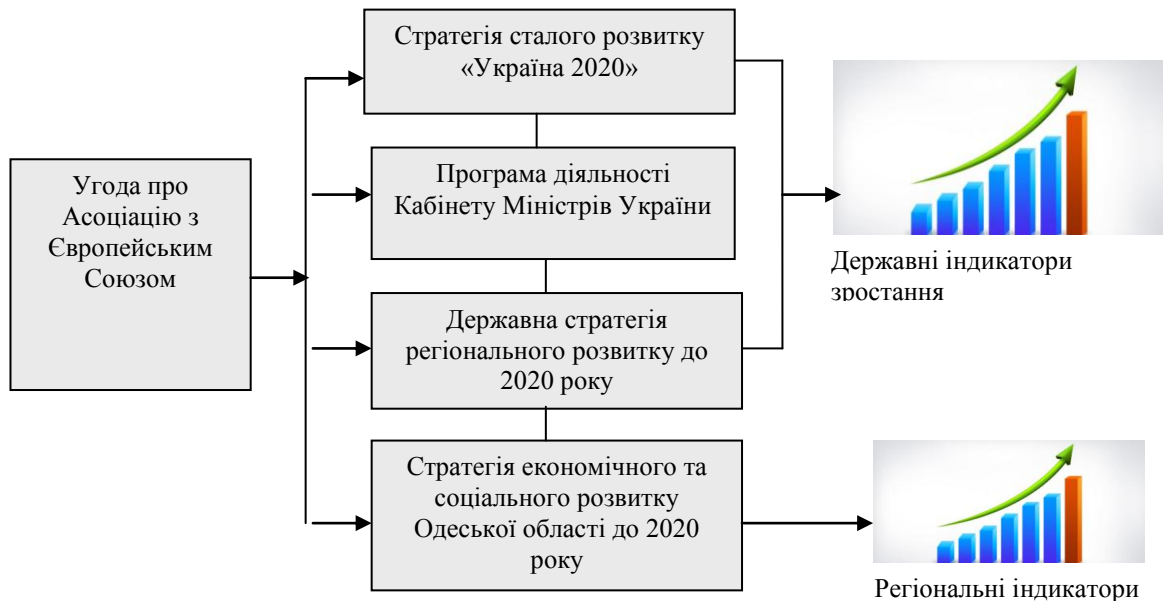 Угода про
Асоціацію з
Європейським
Союзом
Стратегія сталого розвитку
«Україна 2020»
Програма діяльності
Кабінету Міністрів України
Державна стратегія
регіонального розвитку до
2020 року
Стратегія економічного та
соціального розвитку
Одеської області до 2020
року
Державні індикатори
зростання
Регіональні індикатори